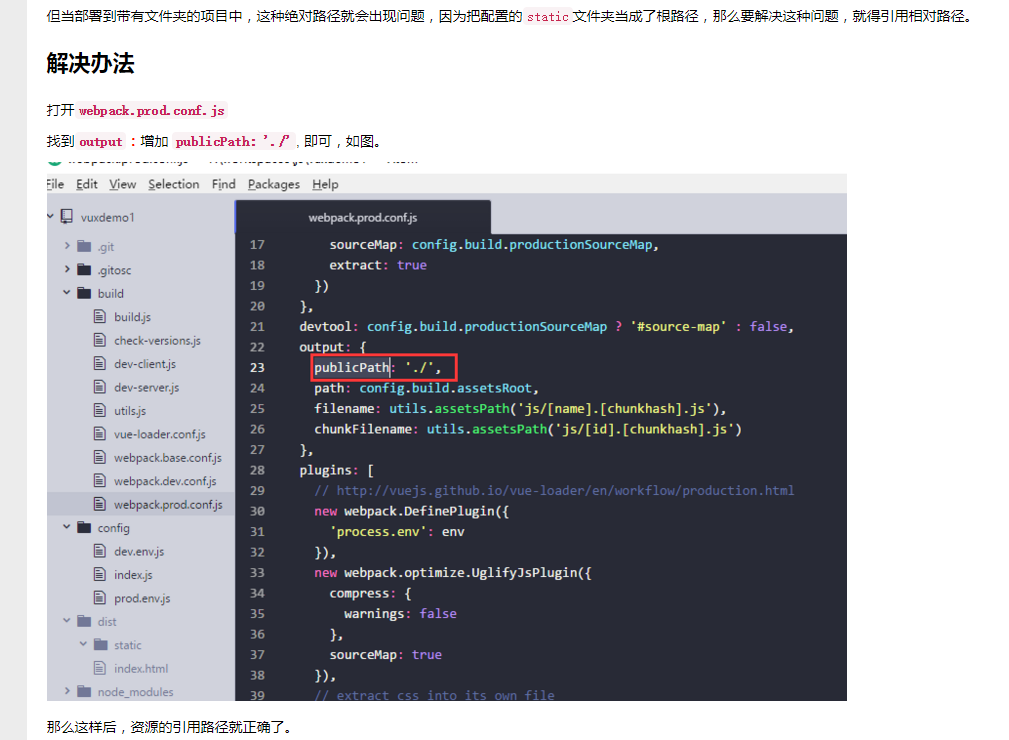 但当部署到带有文件夹的项目中，这种绝对路径就会出现问题，因为把配置的 static 文件夹当成了根路径，那么要解决这种问题，就得引用相对路径。
解决办法
打开 webpack.prod.conf.js
找到 output ：增加 publicPath: './' , 即可，如图。
File Edit View Selection Find Packages Help
vuxdemo1
.git
.gitosc
build
build.js
check-versions.js
dev-client.js
dev-server.js
utils.js
vue-loader.conf.js
webpack.base.conf.js
webpack.dev.conf.js
webpack.prod.conf.js
config
dev.env.js
index.js
prod.env.js
dist
static
index.html
node_modules
webpack.prod.conf.js
17 sourceMap: config.build.productionSourceMap,
18 extract: true
19 })
20 },
21 devtool: config.build.productionSourceMap ? '#source-map' : false,
22 output: {
23 publicPath: './',
24 path: config.build.assetsRoot,
25 filename: utils.assetsPath('js/[name].[chunkhash].js'),
26 chunkFilename: utils.assetsPath('js/[id].[chunkhash].js')
27 },
28 plugins: [
29 // http://vuejs.github.io/vue-loader/en/workflow/production.html
30 new webpack.DefinePlugin({
31 'process.env': env
32 }),
33 new webpack.optimize.UglifyJsPlugin({
34 compress: {
35 warnings: false
36 },
37 sourceMap: true
38 }),
39 // extract css into its own file
那么这样后，资源的引用路径就正确了。